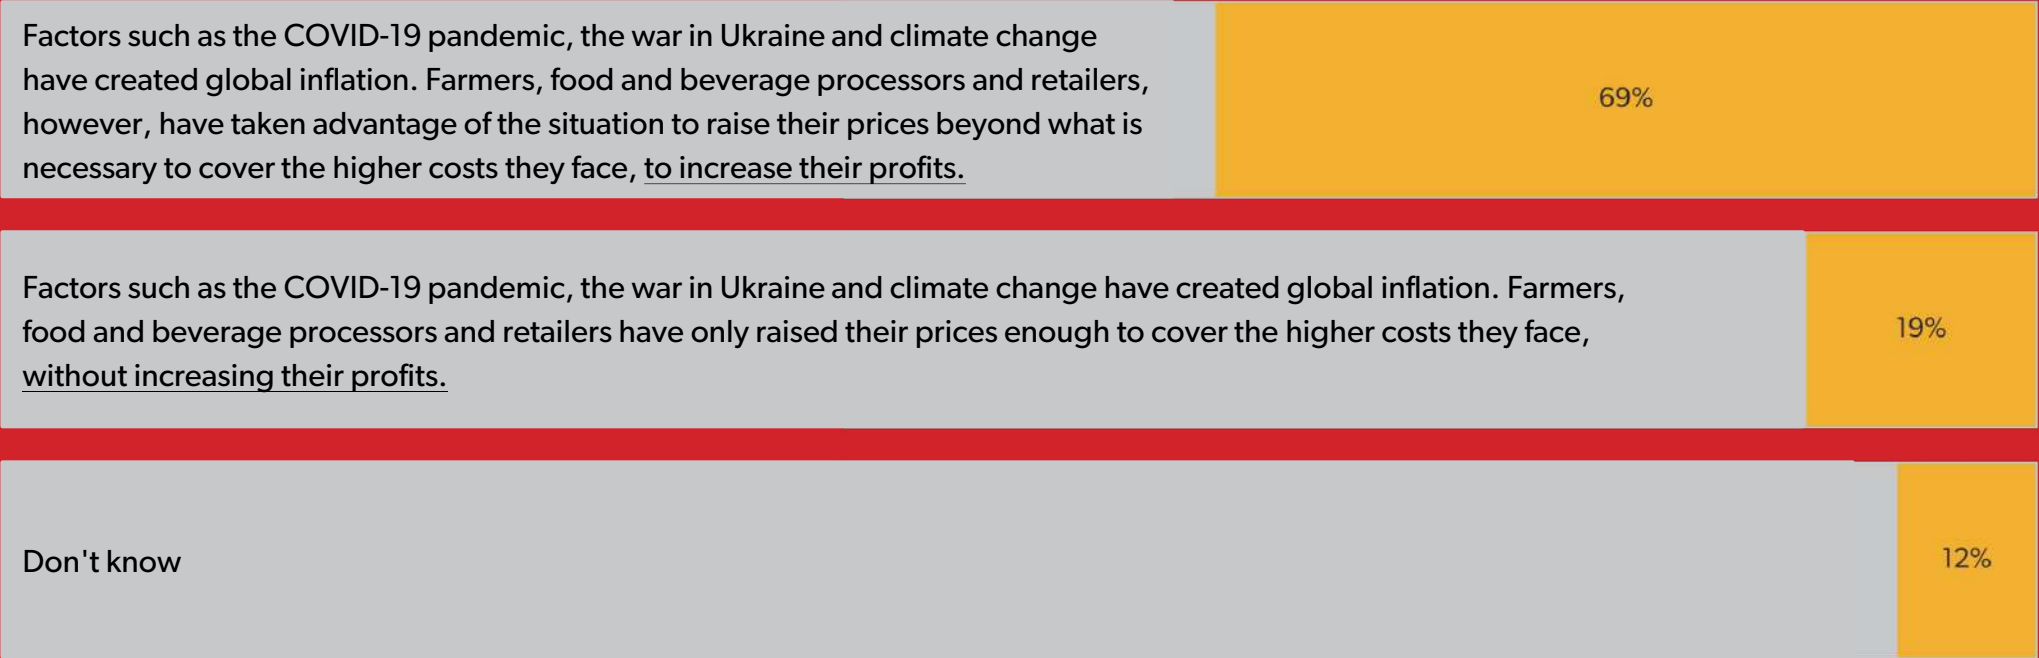 Factors such as the COVID-19 pandemic, the war in Ukraine and climate change
have created global inflation. Farmers, food and beverage processors and retailers,
however, have taken advantage of the situation to raise their prices beyond what is
necessary to cover the higher costs they face, to increase their profits.
69%
Factors such as the COVID-19 pandemic, the war in Ukraine and climate change have created global inflation. Farmers,
food and beverage processors and retailers have only raised their prices enough to cover the higher costs they face,
without increasing their profits.
19%
Don't know
12%